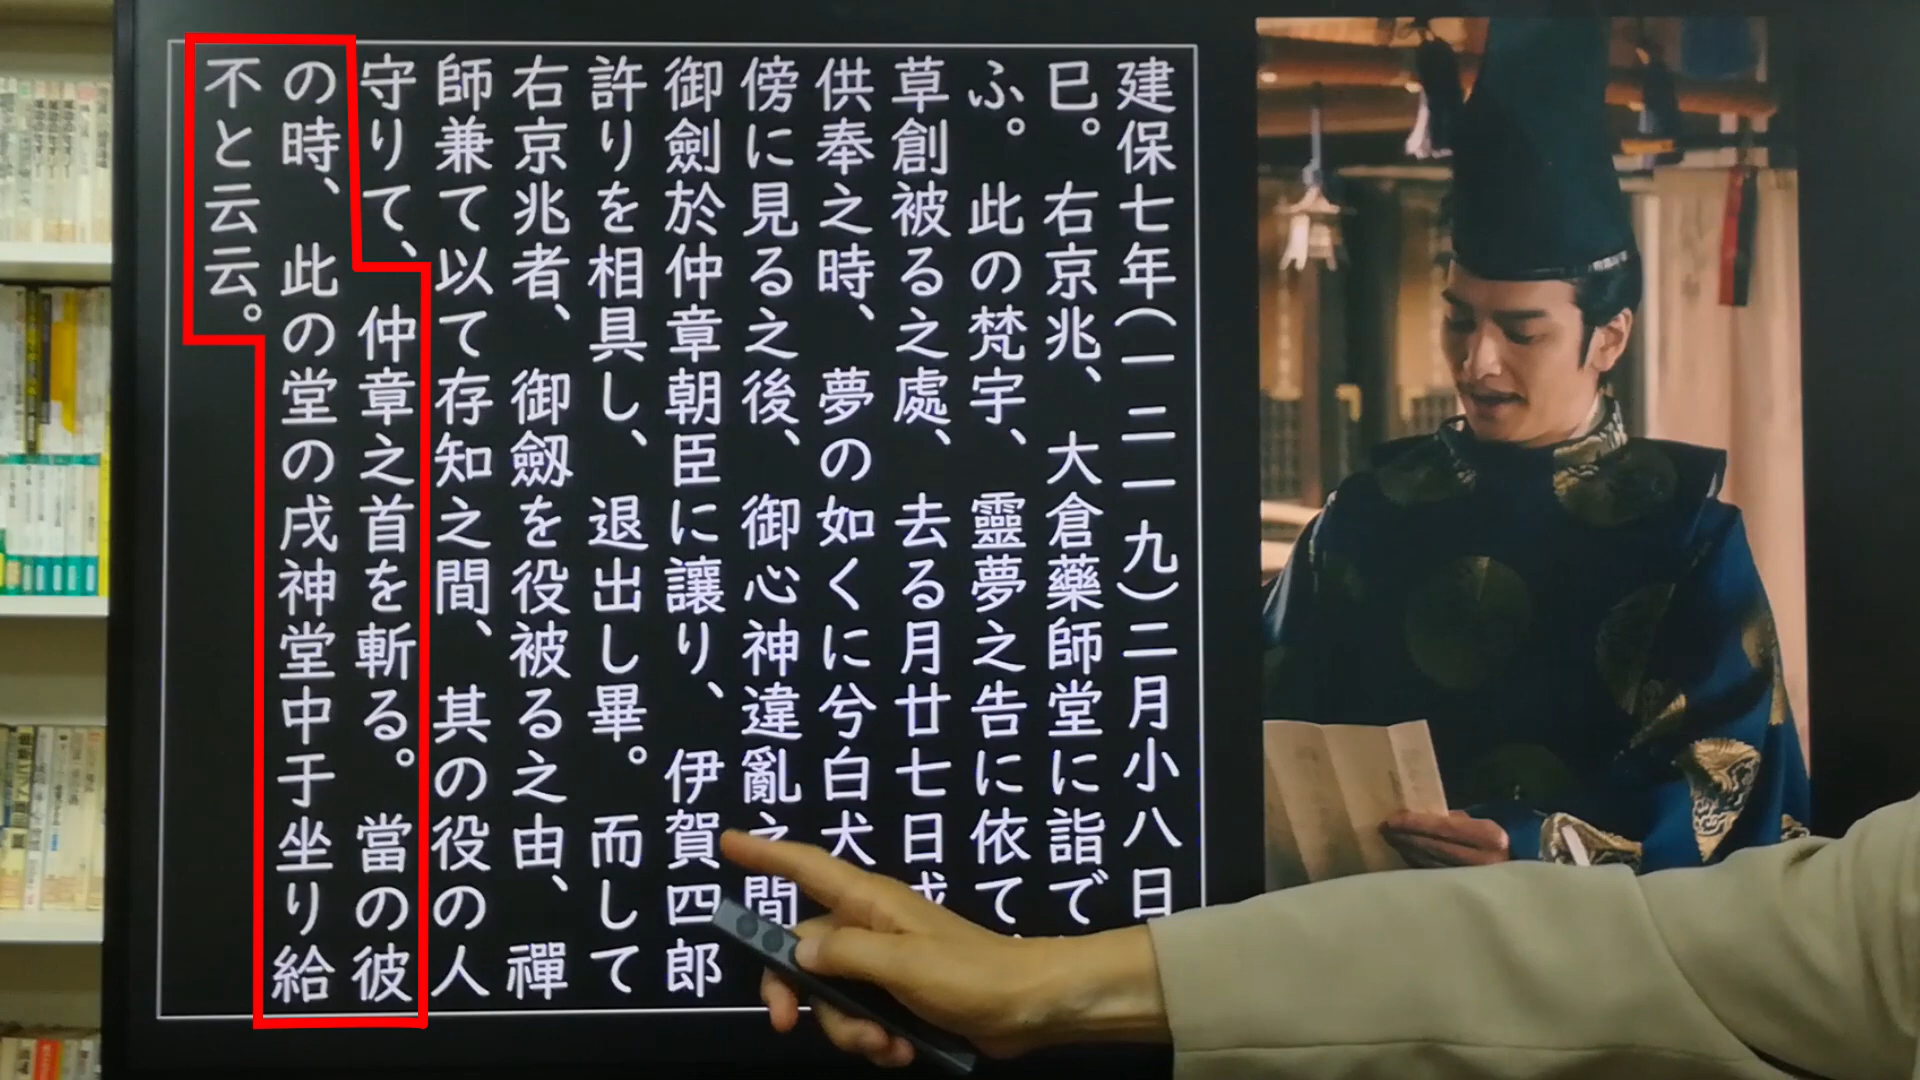 建保七年(一二一九)二月小八日
巳。右京兆、大倉藥師堂に詣で
ふ。此の梵宇、靈夢之告に依て、
草創被る之處、去る月廿七日戌
供奉之時、夢の如くに兮白犬
傍に見る之後、御心神違亂之間
御劍於仲章朝臣に讓り、伊賀四郎
許りを相具し、退出し畢。而して
右京兆者、御劔を役被る之由、禪
師兼て以て存知之間、其の役の人
守りて、仲章之首を斬る。當の彼
の時、此の堂の戌神堂中于坐り給
不と云云。